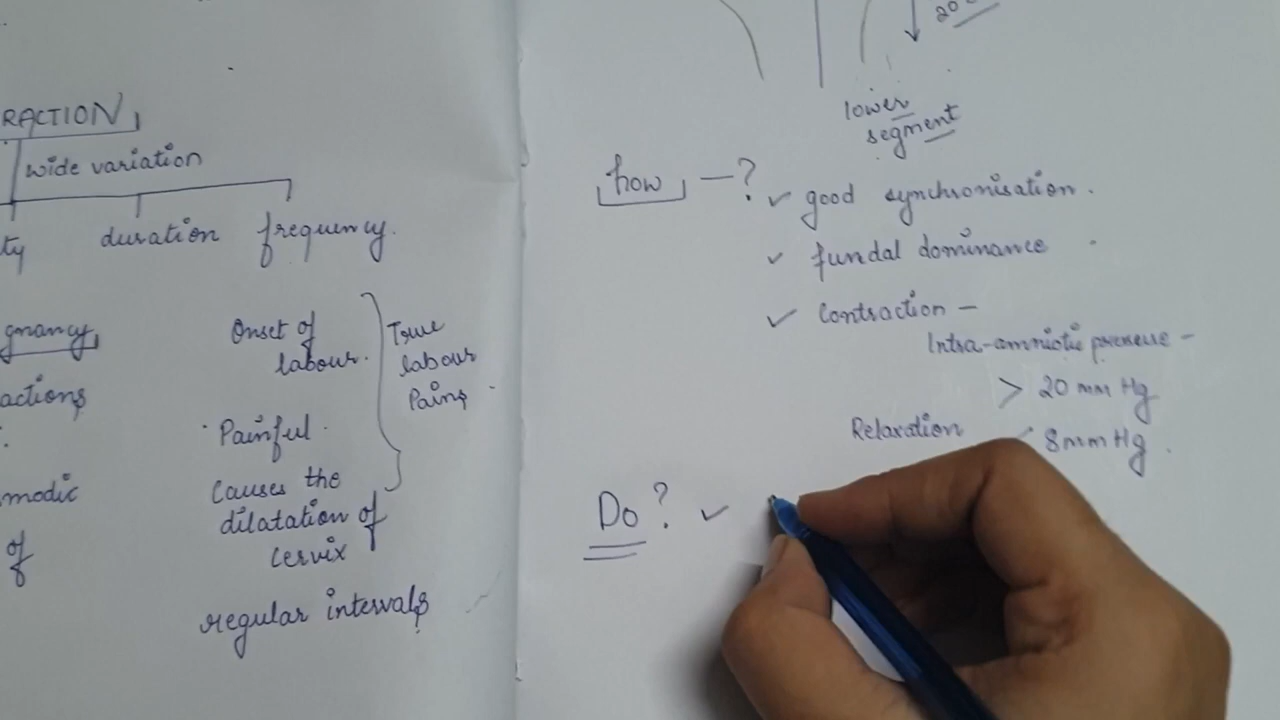 RACTION
wide variation
ty duration frequency.
gnancy,
actions
modic
of
Onset of
labour.
True
labour
Pains
Painful.
Causes the
dilatation of
cervix
regular intervals
20
lower
segment
how —?
✓ good synchronisation.
✓ fundal dominance
✓ Contraction —
Intra-amniotic pressure -
> 20 mm Hg
Relaxation
8mm Hg.
Do? ✓